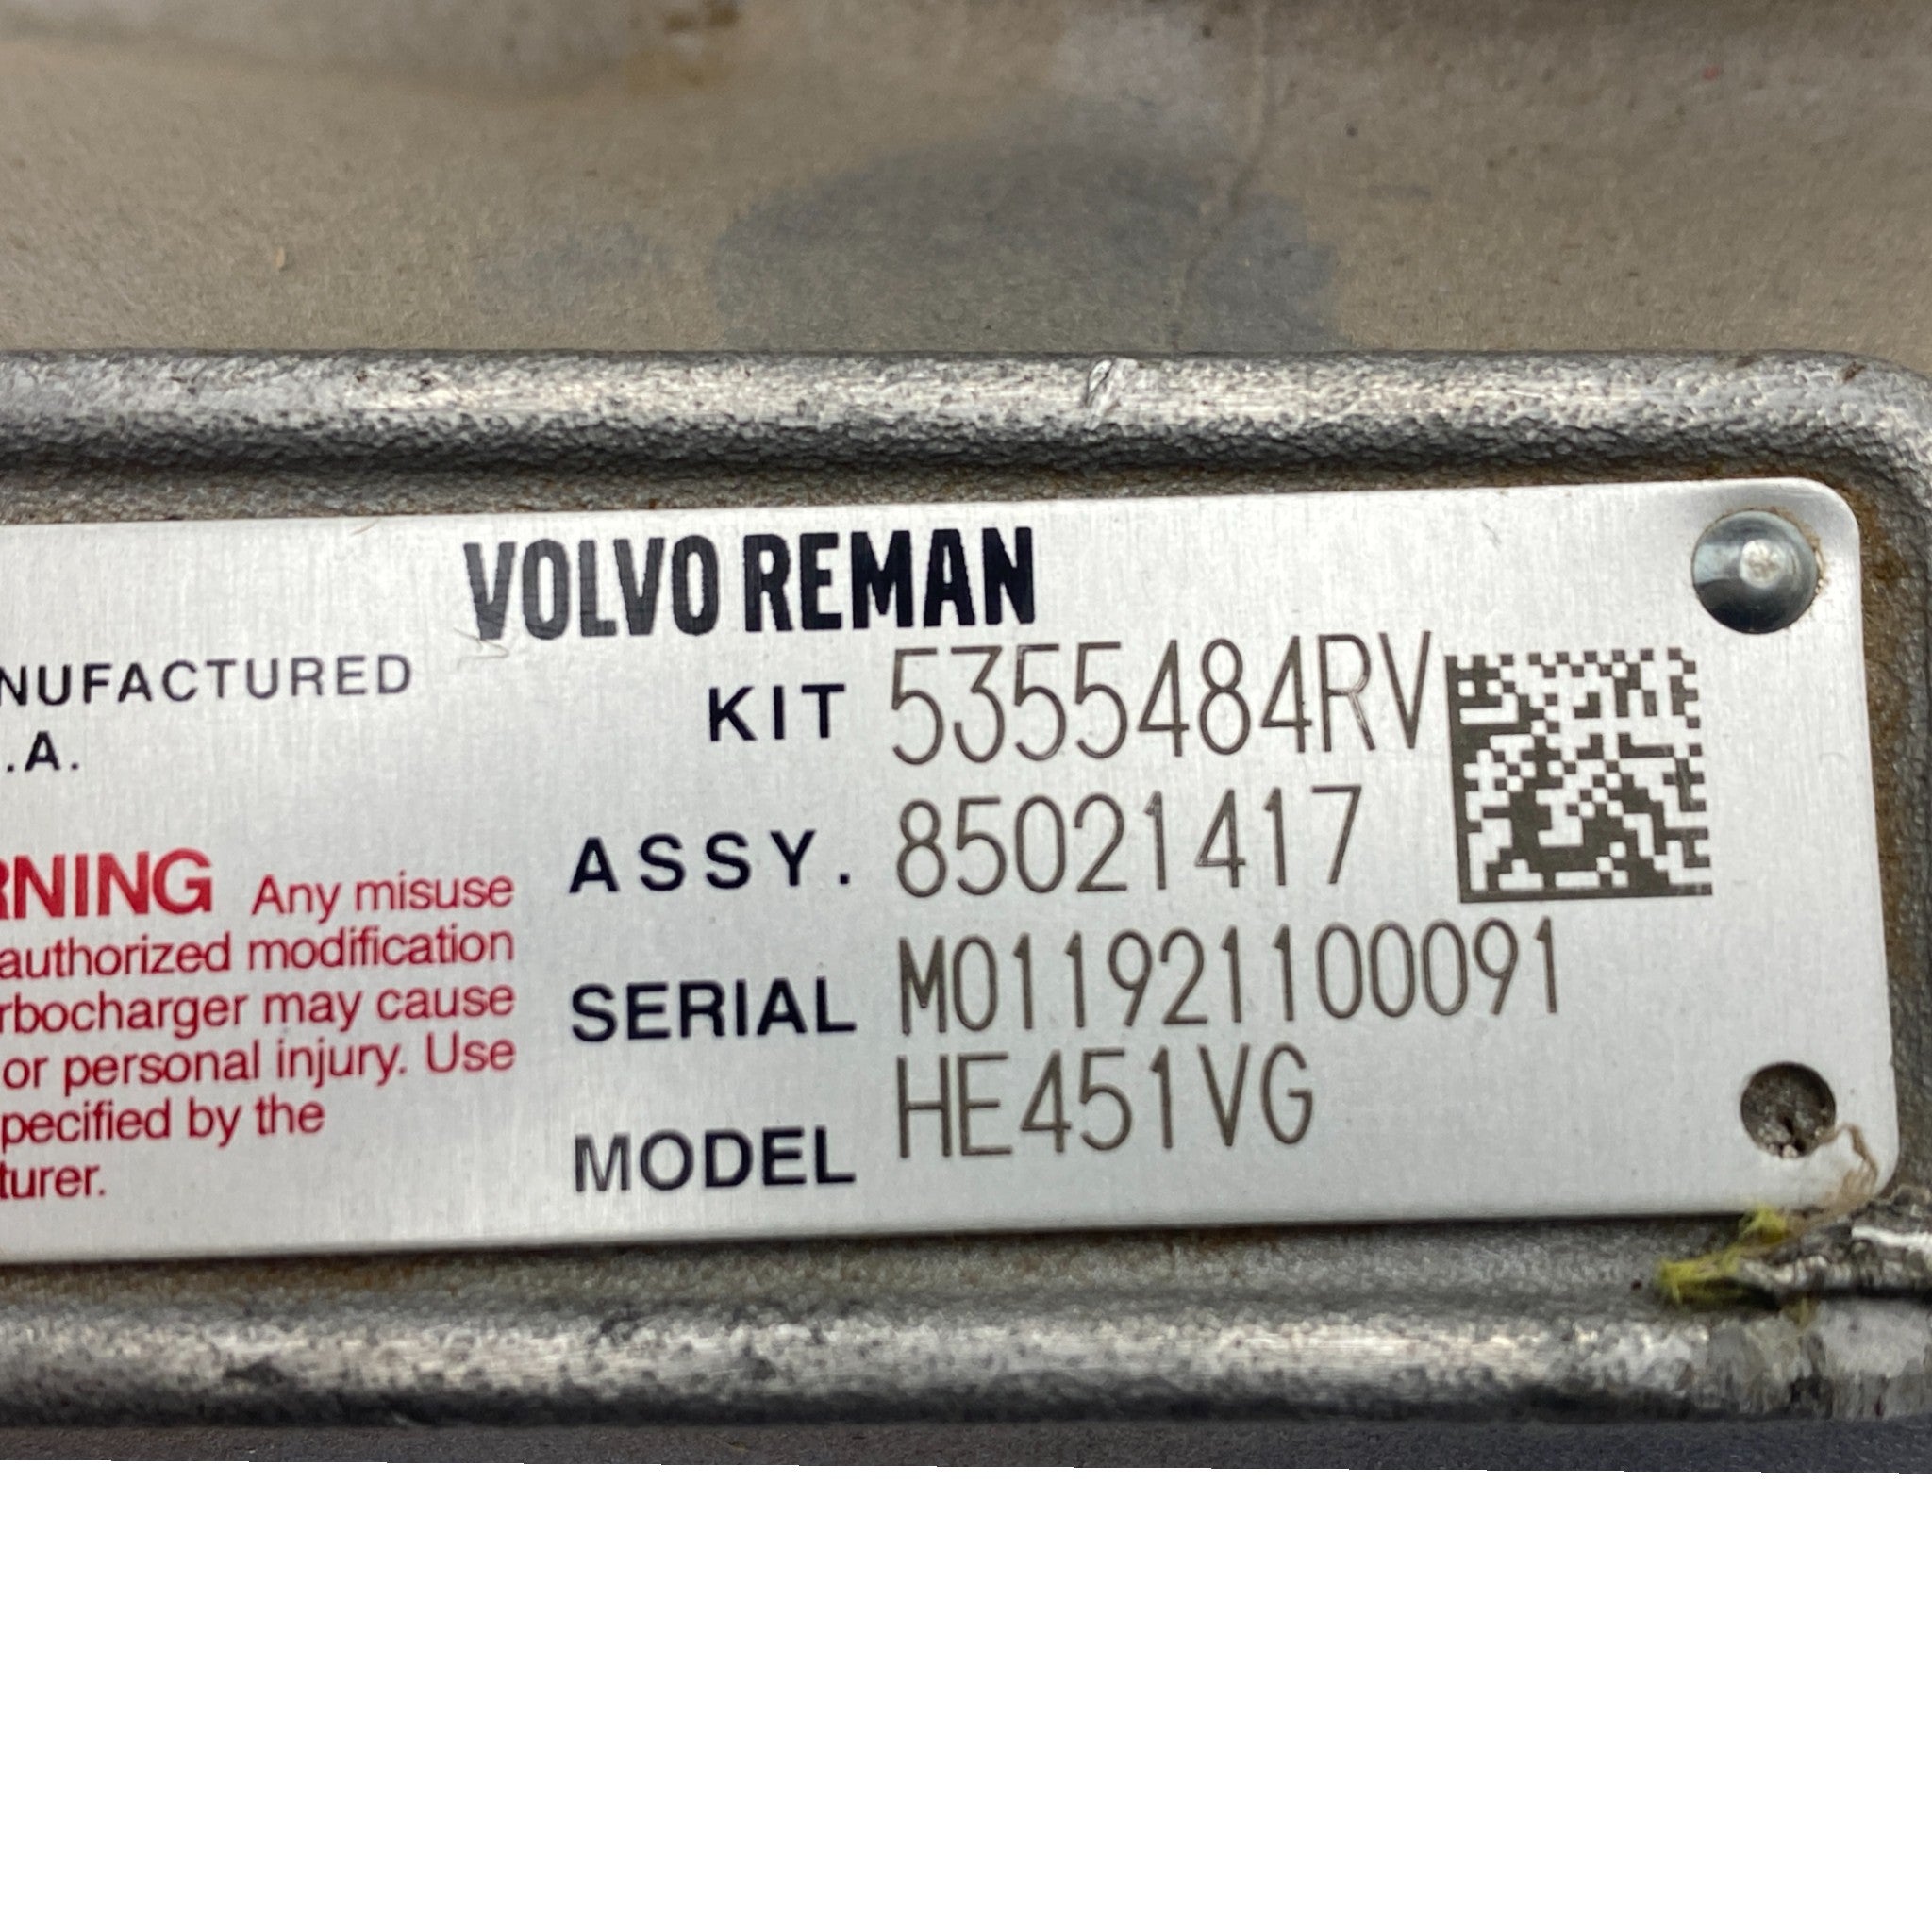 VOLVO REMAN
NUFACTURED
.A.
KIT 5355484RV
ASSY. 85021417
SERIAL M011921100091
MODEL HE451VG
RNING Any misuse
authorized modification
rbocharger may cause
or personal injury. Use
pecified by the
turer.